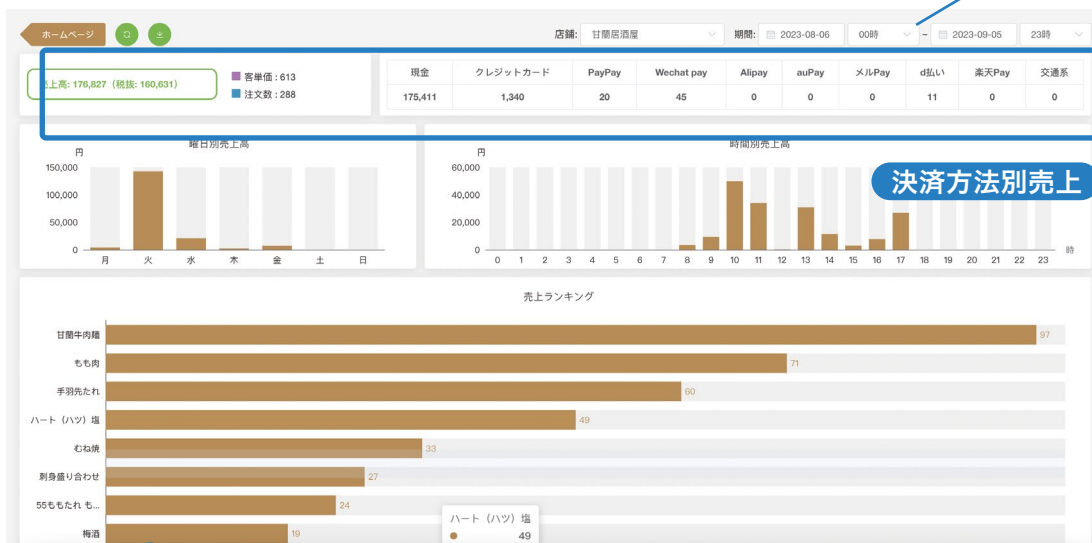 ホームページ
店鋪: 甘蘭居酒屋 期間: 2023-08-06 00時 ~ 2023-09-05 23時
売上高: 176,827 (税抜: 160,631)
客単価 : 613
注文数 : 288
現金 クレジットカード PayPay Wechat pay Alipay auPay メルPay d払い 楽天Pay 交通系
175,411 1,340 20 45 0 0 0 11 0 0
曜日別売上高
円
150,000
100,000
50,000
0
月 火 水 木 金 土 日
時間別売上高
円
60,000
40,000
20,000
0
0 1 2 3 4 5 6 7 8 9 10 11 12 13 14 15 16 17 18 19 20 21 22 23 時
決済方法別売上
売上ランキング
甘蘭牛肉麺 97
もも肉 71
手羽先たれ 60
ハート（ハツ）塩 49
むね焼 33
刺身盛り合わせ 27
55ももたれ も... 24
梅酒 19
ハート（ハツ）塩
49